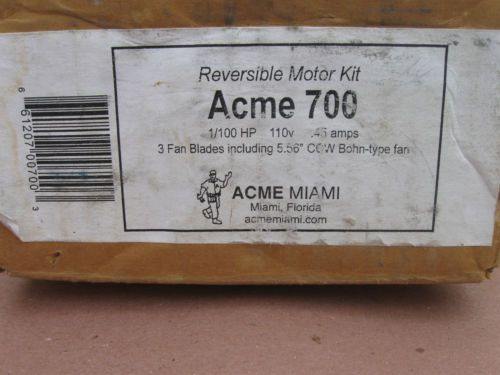 Reversible Motor Kit
Acme 700
1/100 HP 110v .45 amps
3 Fan Blades including 5.56" CCW Bohn-type fan
ACME MIAMI
Miami, Florida
acmemiami.com
6 61207 00700 3